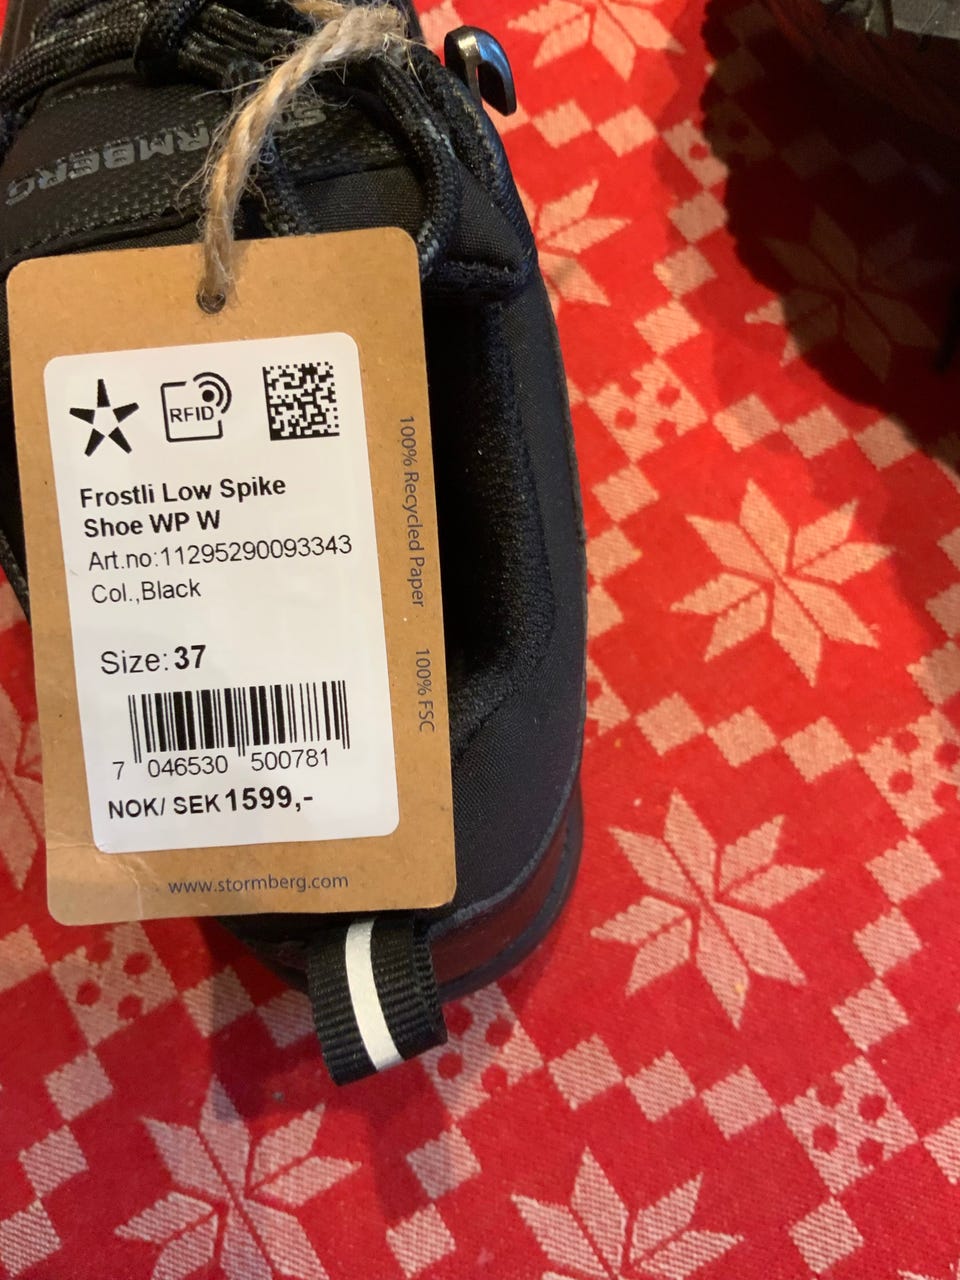 STORMBERG
RFID
Frostli Low Spike
Shoe WP W
Art.no:11295290093343
Col.,Black
Size: 37
7 046530 500781
NOK/ SEK 1599,-
100% Recycled Paper 100% FSC
www.stormberg.com